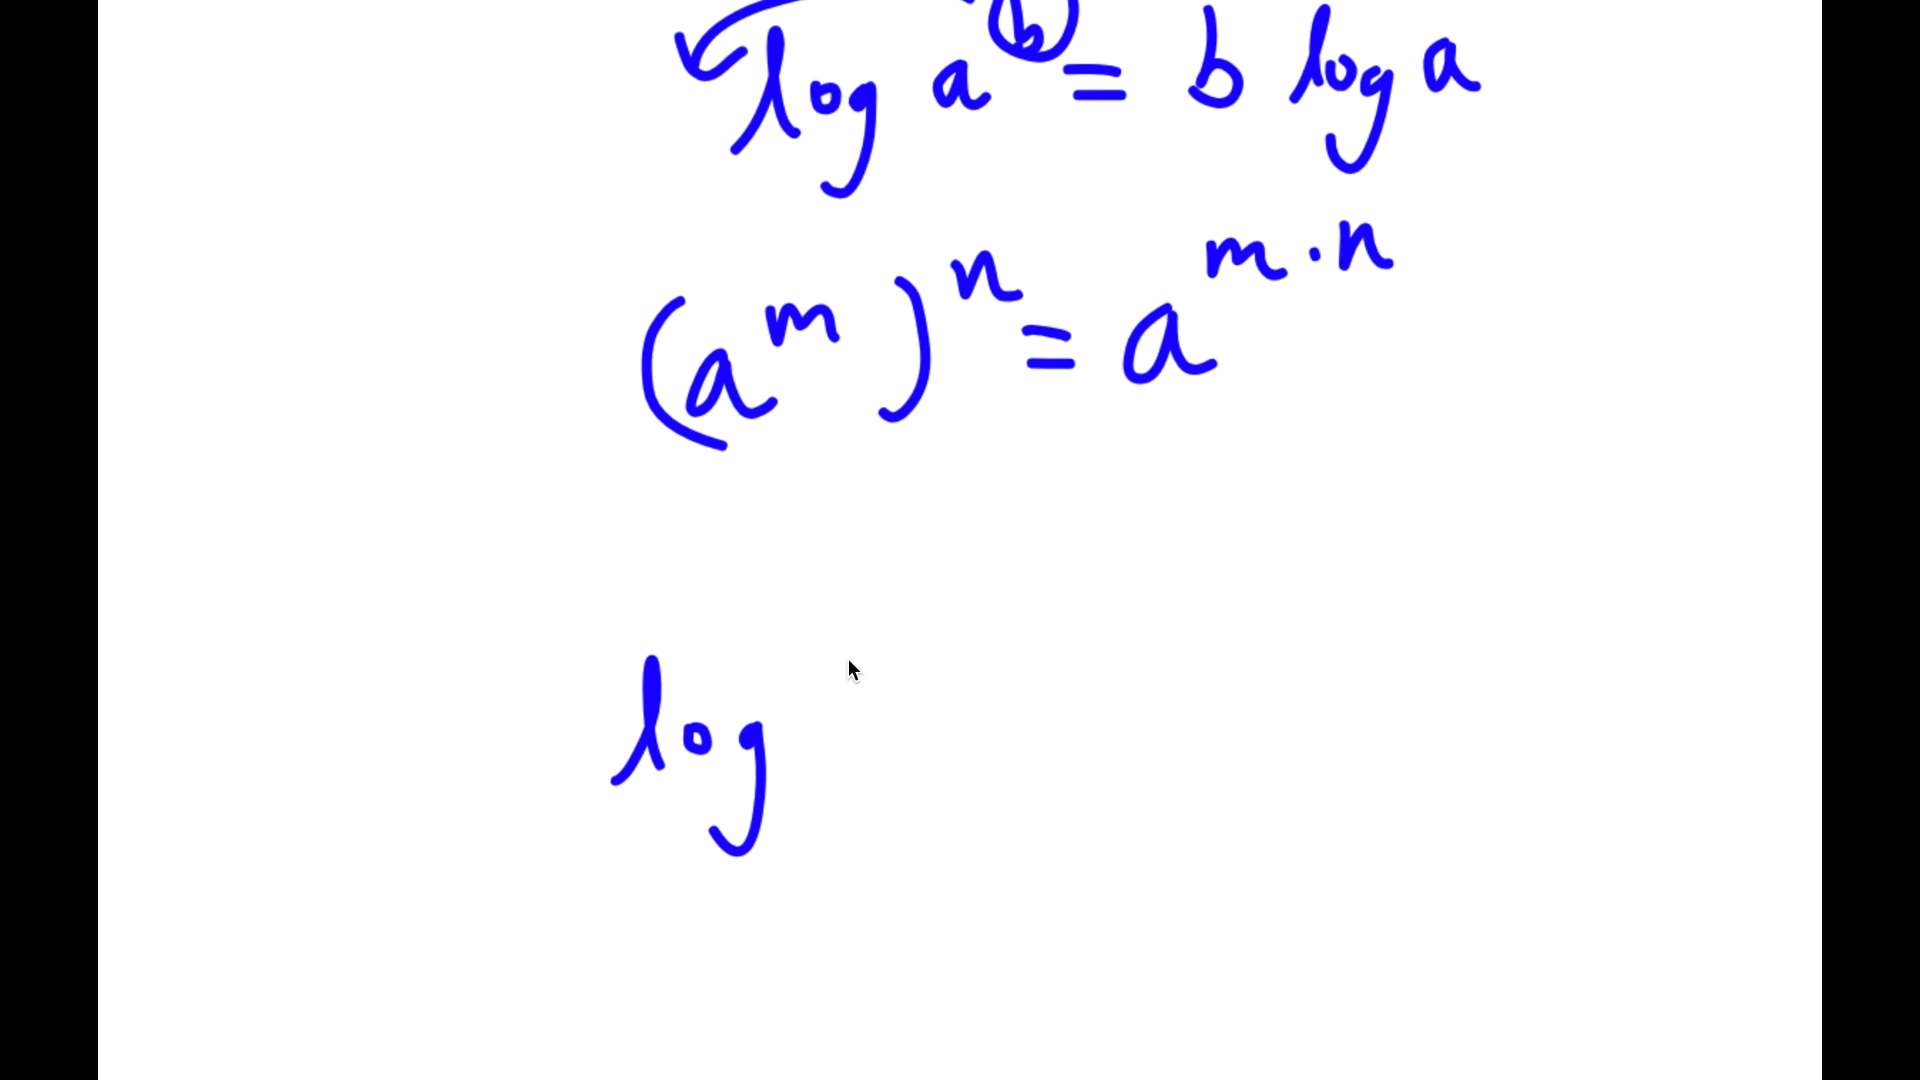 log a^b = b log a
(a^m)^n = a^{m·n}
log